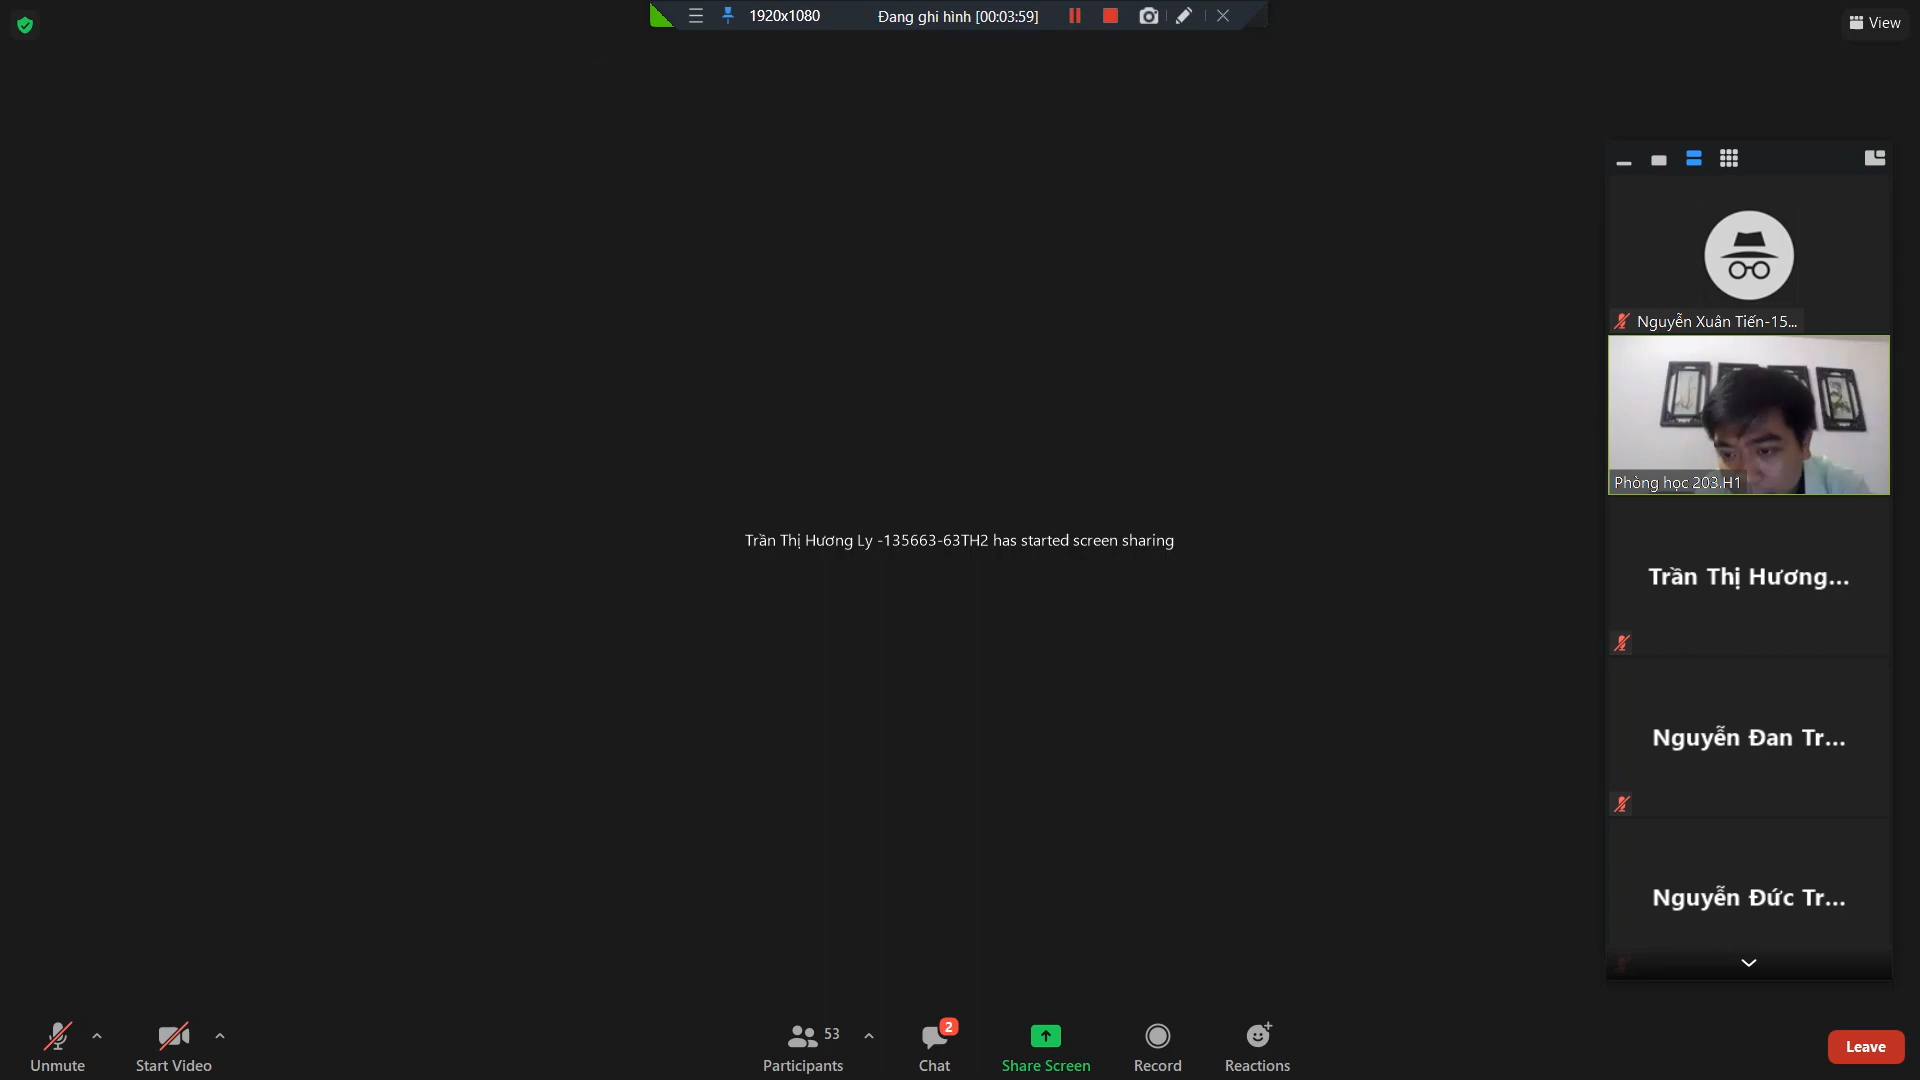 1920x1080
Đang ghi hình [00:03:59]
View
Nguyễn Xuân Tiến-15...
Phòng học 203.H1
Trần Thị Hương Ly -135663-63TH2 has started screen sharing
Trần Thị Hương...
Nguyễn Đan Tr...
Nguyễn Đức Tr...
Unmute
Start Video
53
Participants
2
Chat
Share Screen
Record
Reactions
Leave